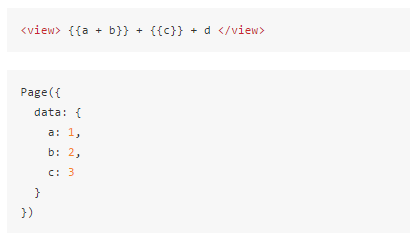 <view> {{a + b}} + {{c}} + d </view>
Page({
  data: {
    a: 1,
    b: 2,
    c: 3
  }
})